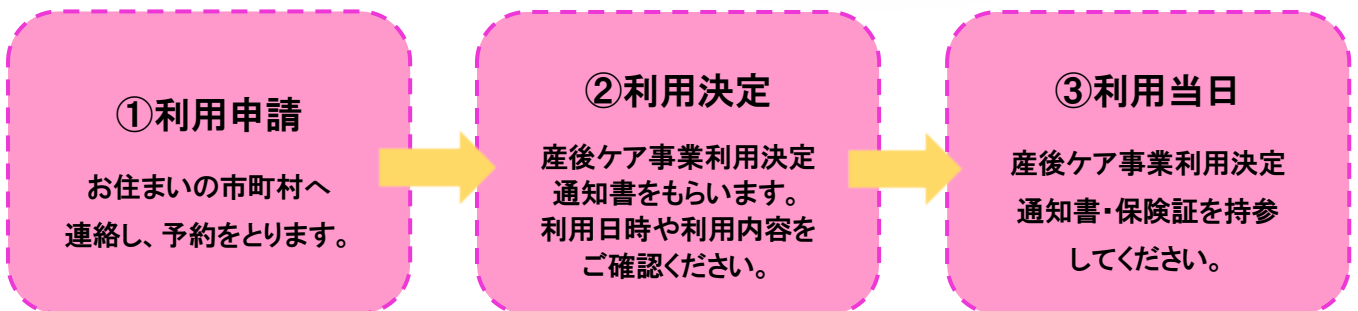 ①利用申請
お住まいの市町村へ
連絡し、予約をとります。
②利用決定
産後ケア事業利用決定
通知書をもらいます。
利用日時や利用内容を
ご確認ください。
③利用当日
産後ケア事業利用決定
通知書・保険証を持参
してください。